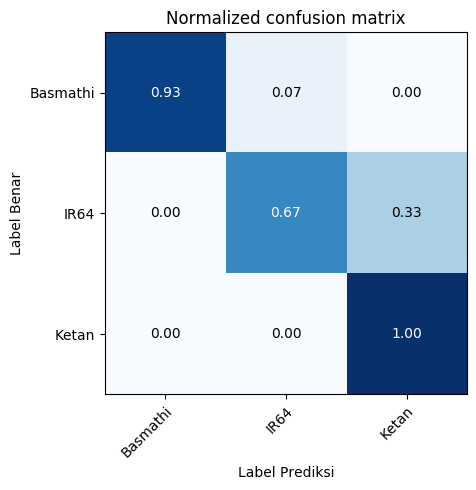 Normalized confusion matrix
Label Benar
Basmathi 0.93 0.07 0.00
IR64 0.00 0.67 0.33
Ketan 0.00 0.00 1.00
Basmathi IR64 Ketan
Label Prediksi